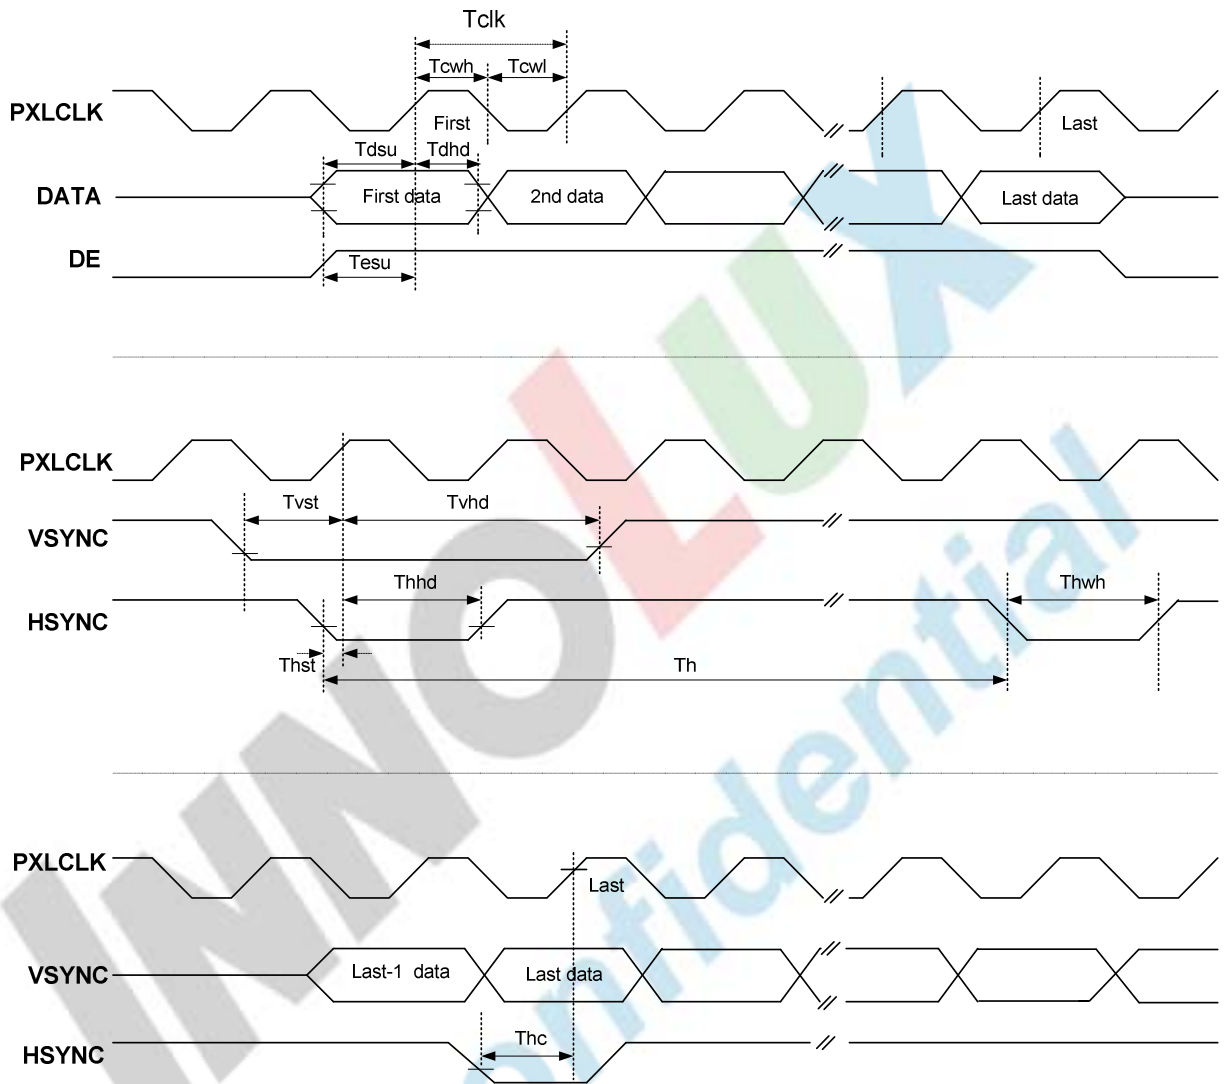 Tclk
Tcwh Tcwl
PXLCLK
First
Last
Tdsu Tdhd
DATA
First data
2nd data
Last data
DE
Tesu
PXLCLK
Tvst
Tvhd
VSYNC
Thhd
Thwh
HSYNC
Thst
Th
PXLCLK
Last
VSYNC
Last-1 data
Last data
Thc
HSYNC
INNOLUX
onfidential